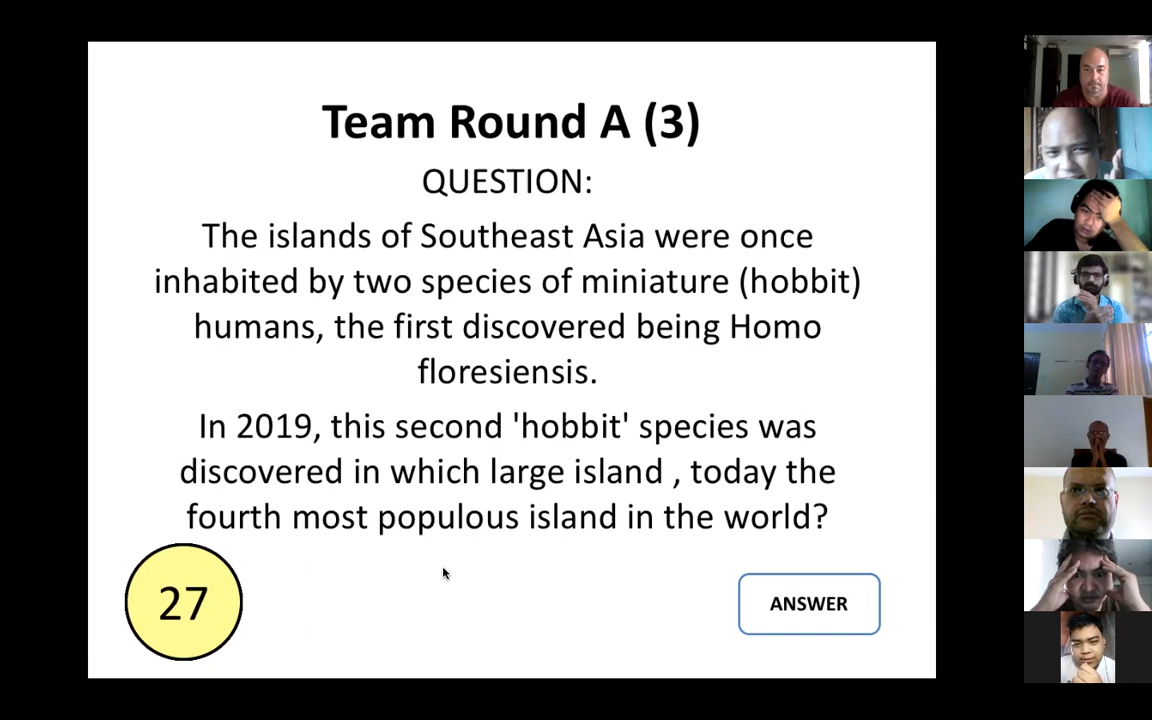 Team Round A (3)
QUESTION:
The islands of Southeast Asia were once
inhabited by two species of miniature (hobbit)
humans, the first discovered being Homo
floresiensis.
In 2019, this second 'hobbit' species was
discovered in which large island , today the
fourth most populous island in the world?
27
ANSWER